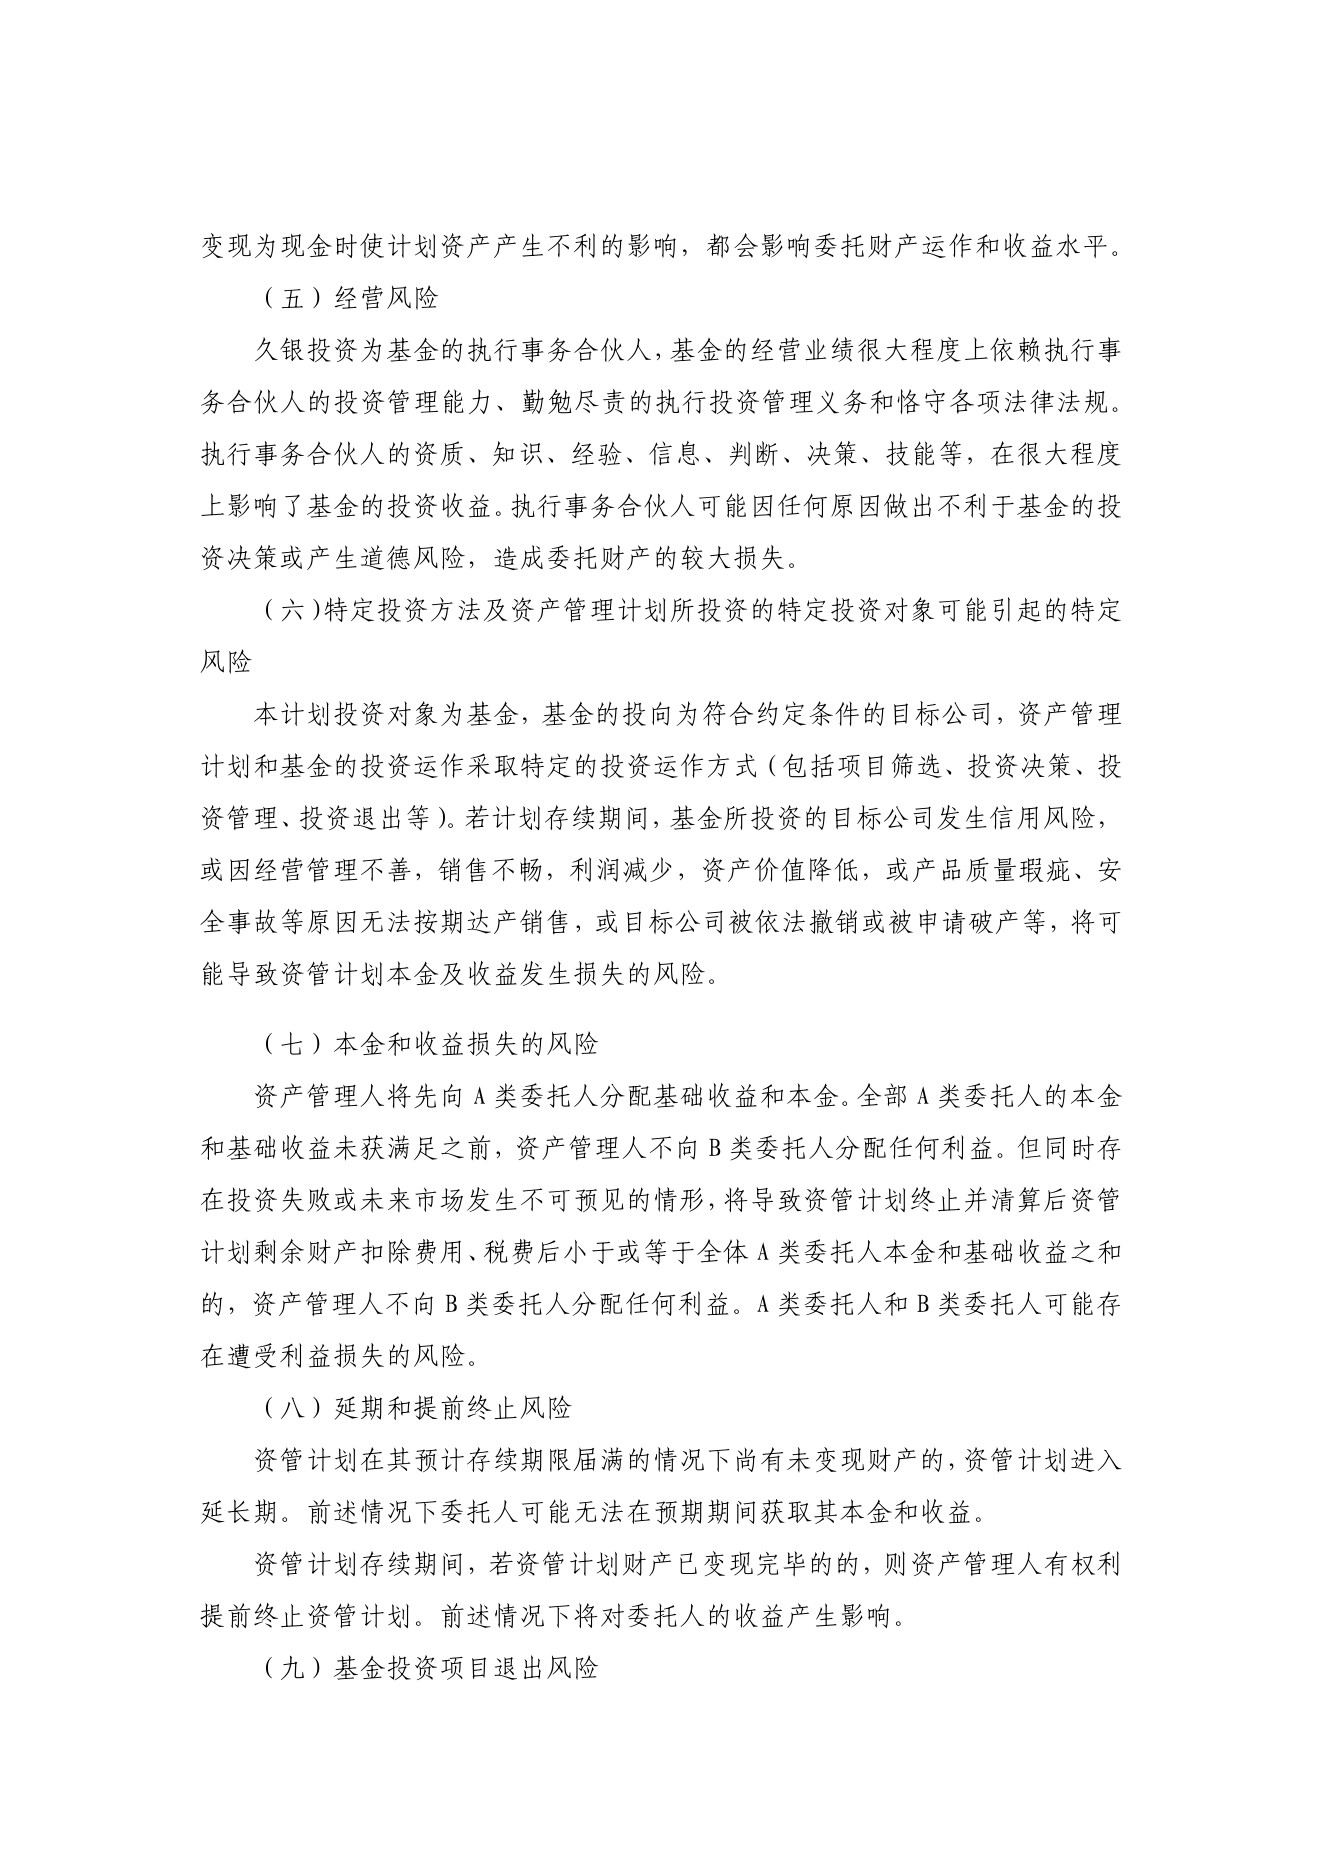 变现为现金时使计划资产产生不利的影响，都会影响委托财产运作和收益水平。
（五）经营风险
久银投资为基金的执行事务合伙人，基金的经营业绩很大程度上依赖执行事
务合伙人的投资管理能力、勤勉尽责的执行投资管理义务和恪守各项法律法规。
执行事务合伙人的资质、知识、经验、信息、判断、决策、技能等，在很大程度
上影响了基金的投资收益。执行事务合伙人可能因任何原因做出不利于基金的投
资决策或产生道德风险，造成委托财产的较大损失。
（六）特定投资方法及资产管理计划所投资的特定投资对象可能引起的特定
风险
本计划投资对象为基金，基金的投向为符合约定条件的目标公司，资产管理
计划和基金的投资运作采取特定的投资运作方式（包括项目筛选、投资决策、投
资管理、投资退出等）。若计划存续期间，基金所投资的目标公司发生信用风险，
或因经营管理不善，销售不畅，利润减少，资产价值降低，或产品质量瑕疵、安
全事故等原因无法按期达产销售，或目标公司被依法撤销或被申请破产等，将可
能导致资管计划本金及收益发生损失的风险。
（七）本金和收益损失的风险
资产管理人将先向 A 类委托人分配基础收益和本金。全部 A 类委托人的本金
和基础收益未获满足之前，资产管理人不向 B 类委托人分配任何利益。但同时存
在投资失败或未来市场发生不可预见的情形，将导致资管计划终止并清算后资管
计划剩余财产扣除费用、税费后小于或等于全体 A 类委托人本金和基础收益之和
的，资产管理人不向 B 类委托人分配任何利益。A 类委托人和 B 类委托人可能存
在遭受利益损失的风险。
（八）延期和提前终止风险
资管计划在其预计存续期限届满的情况下尚有未变现财产的，资管计划进入
延长期。前述情况下委托人可能无法在预期期间获取其本金和收益。
资管计划存续期间，若资管计划财产已变现完毕的的，则资产管理人有权利
提前终止资管计划。前述情况下将对委托人的收益产生影响。
（九）基金投资项目退出风险